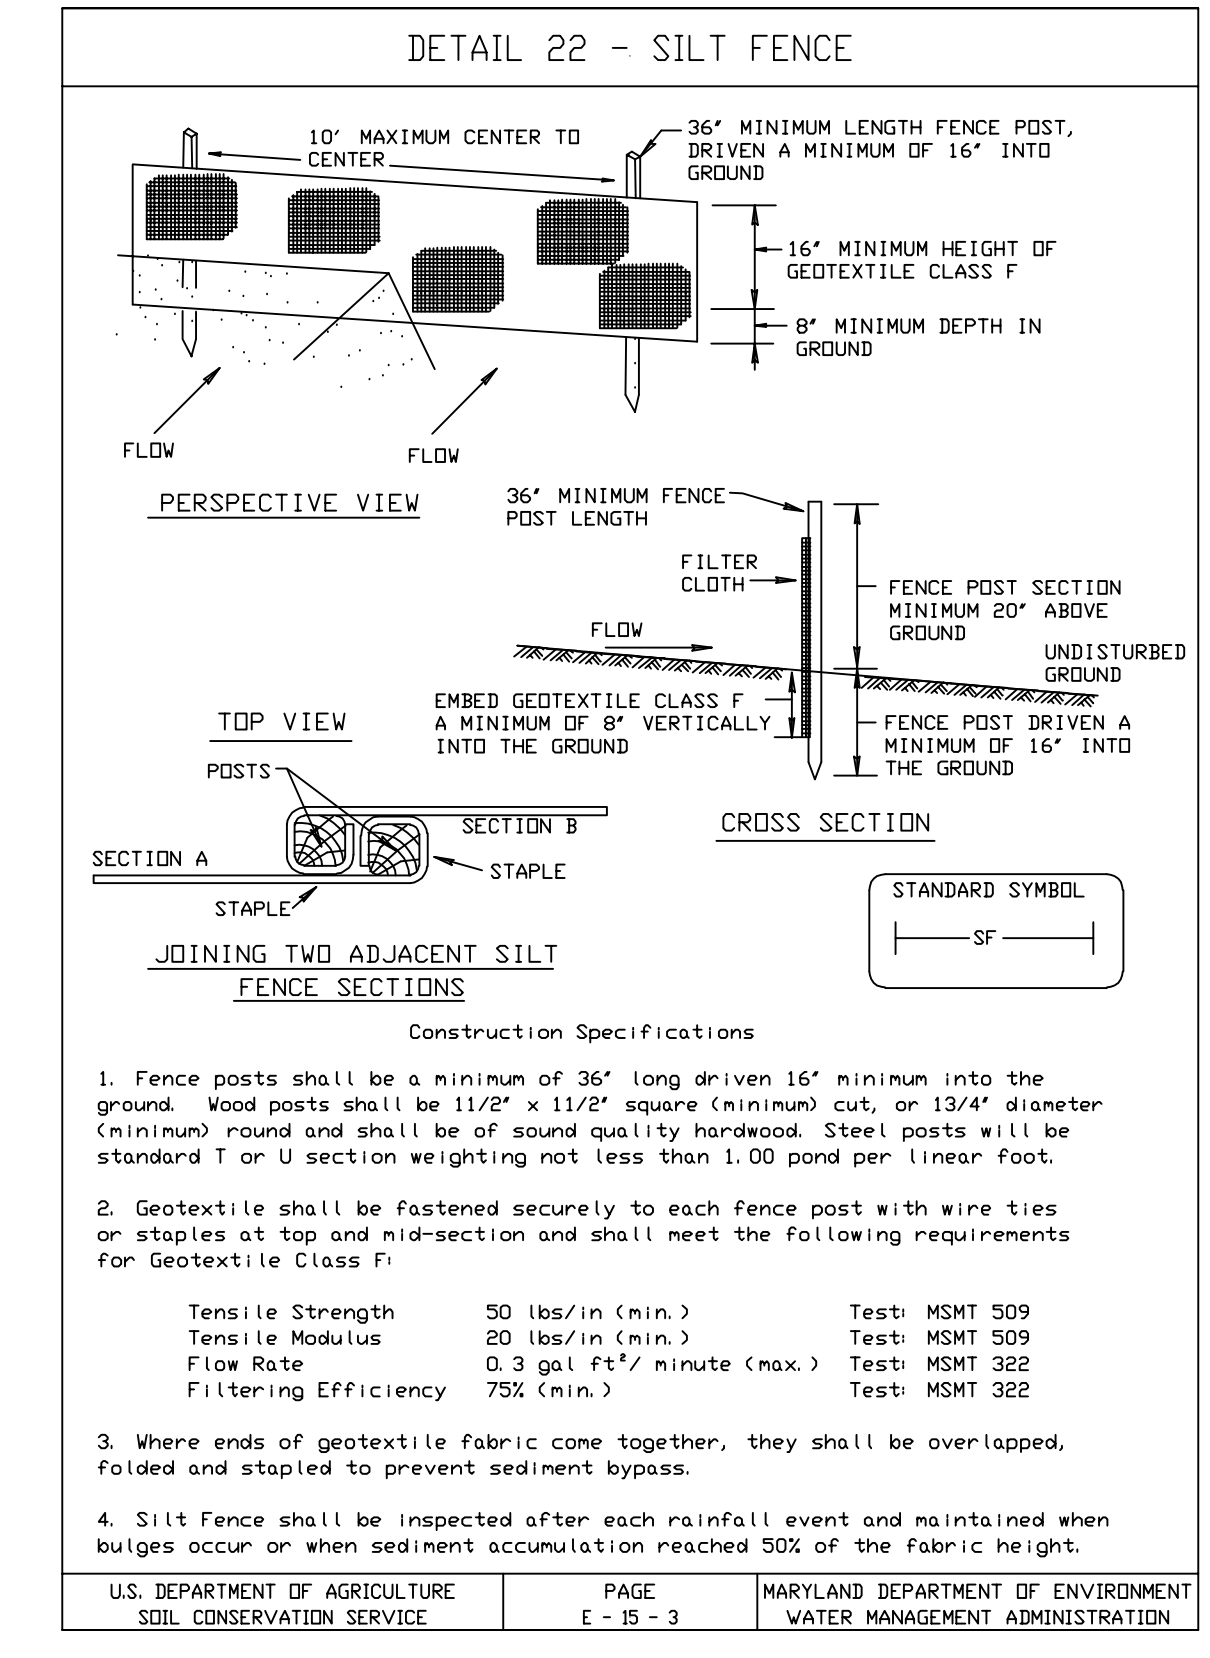 DETAIL 22 - SILT FENCE
10' MAXIMUM CENTER TO
CENTER
36" MINIMUM LENGTH FENCE POST,
DRIVEN A MINIMUM OF 16" INTO
GROUND
16" MINIMUM HEIGHT OF
GEOTEXTILE CLASS F
8" MINIMUM DEPTH IN
GROUND
FLOW
FLOW
PERSPECTIVE VIEW
36" MINIMUM FENCE
POST LENGTH
FILTER
CLOTH
FENCE POST SECTION
MINIMUM 20" ABOVE
GROUND
FLOW
UNDISTURBED
GROUND
EMBED GEOTEXTILE CLASS F
A MINIMUM OF 8" VERTICALLY
INTO THE GROUND
FENCE POST DRIVEN A
MINIMUM OF 16" INTO
THE GROUND
CROSS SECTION
TOP VIEW
POSTS
SECTION B
SECTION A
STAPLE
STAPLE
JOINING TWO ADJACENT SILT
FENCE SECTIONS
STANDARD SYMBOL
SF
Construction Specifications
1. Fence posts shall be a minimum of 36" long driven 16" minimum into the
ground. Wood posts shall be 11/2" x 11/2" square (minimum) cut, or 13/4" diameter
(minimum) round and shall be of sound quality hardwood. Steel posts will be
standard T or U section weighting not less than 1.00 pond per linear foot.
2. Geotextile shall be fastened securely to each fence post with wire ties
or staples at top and mid-section and shall meet the following requirements
for Geotextile Class F:
Tensile Strength 50 lbs/in (min.) Test: MSMT 509
Tensile Modulus 20 lbs/in (min.) Test: MSMT 509
Flow Rate 0.3 gal ft²/ minute (max.) Test: MSMT 322
Filtering Efficiency 75% (min.) Test: MSMT 322
3. Where ends of geotextile fabric come together, they shall be overlapped,
folded and stapled to prevent sediment bypass.
4. Silt Fence shall be inspected after each rainfall event and maintained when
bulges occur or when sediment accumulation reached 50% of the fabric height.
U.S. DEPARTMENT OF AGRICULTURE
SOIL CONSERVATION SERVICE
PAGE
E - 15 - 3
MARYLAND DEPARTMENT OF ENVIRONMENT
WATER MANAGEMENT ADMINISTRATION